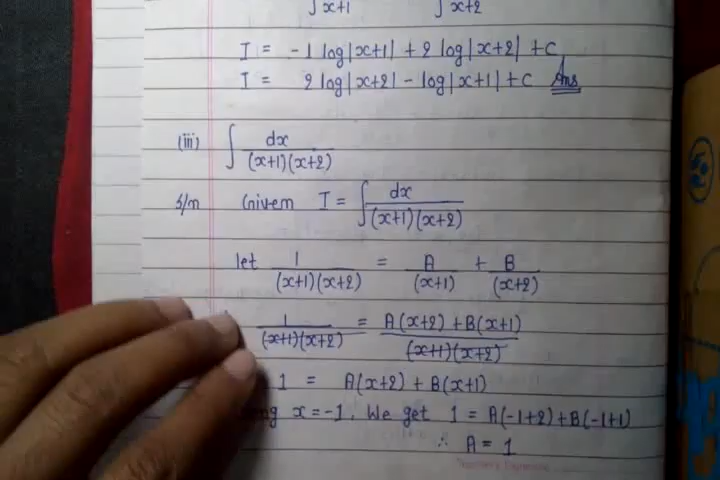 ∫x+1 ∫x+2
I = -1 log|x+1| + 2 log|x+2| + C
I = 2 log|x+2| - log|x+1| + C Ans
(iii) ∫ dx / (x+1)(x+2)
S/n Given I = ∫ dx / (x+1)(x+2)
let 1 / (x+1)(x+2) = A / (x+1) + B / (x+2)
1 / (x+1)(x+2) = A(x+2) + B(x+1) / (x+1)(x+2)
1 = A(x+2) + B(x+1)
x = -1, We get 1 = A(-1+2) + B(-1+1)
∴ A = 1